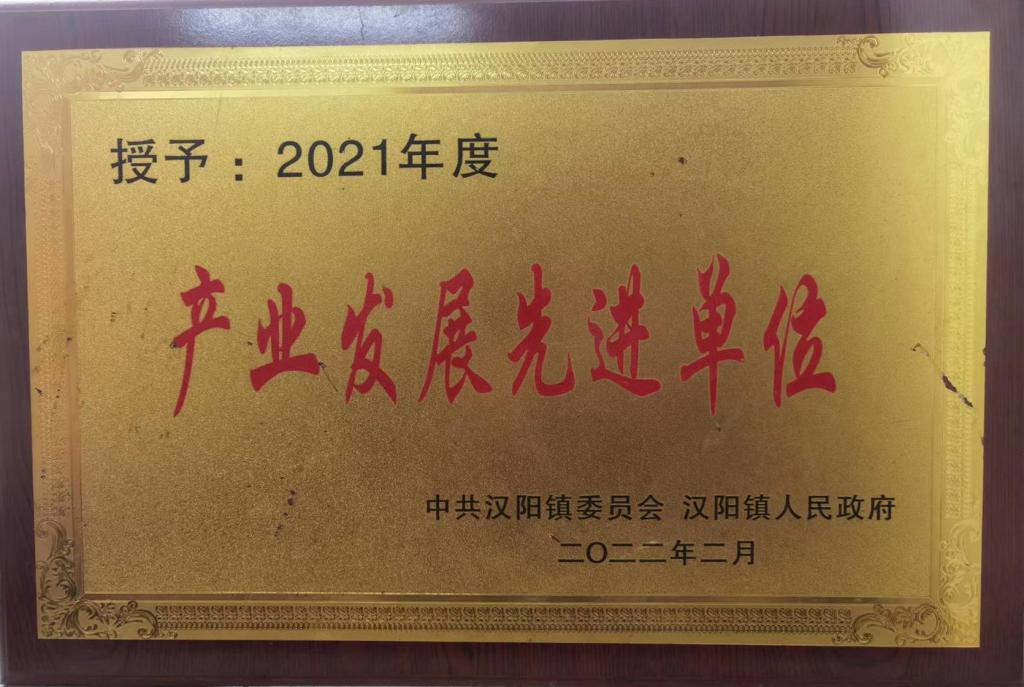 授予：2021年度
产业发展先进单位
中共汉阳镇委员会 汉阳镇人民政府
二〇二二年二月